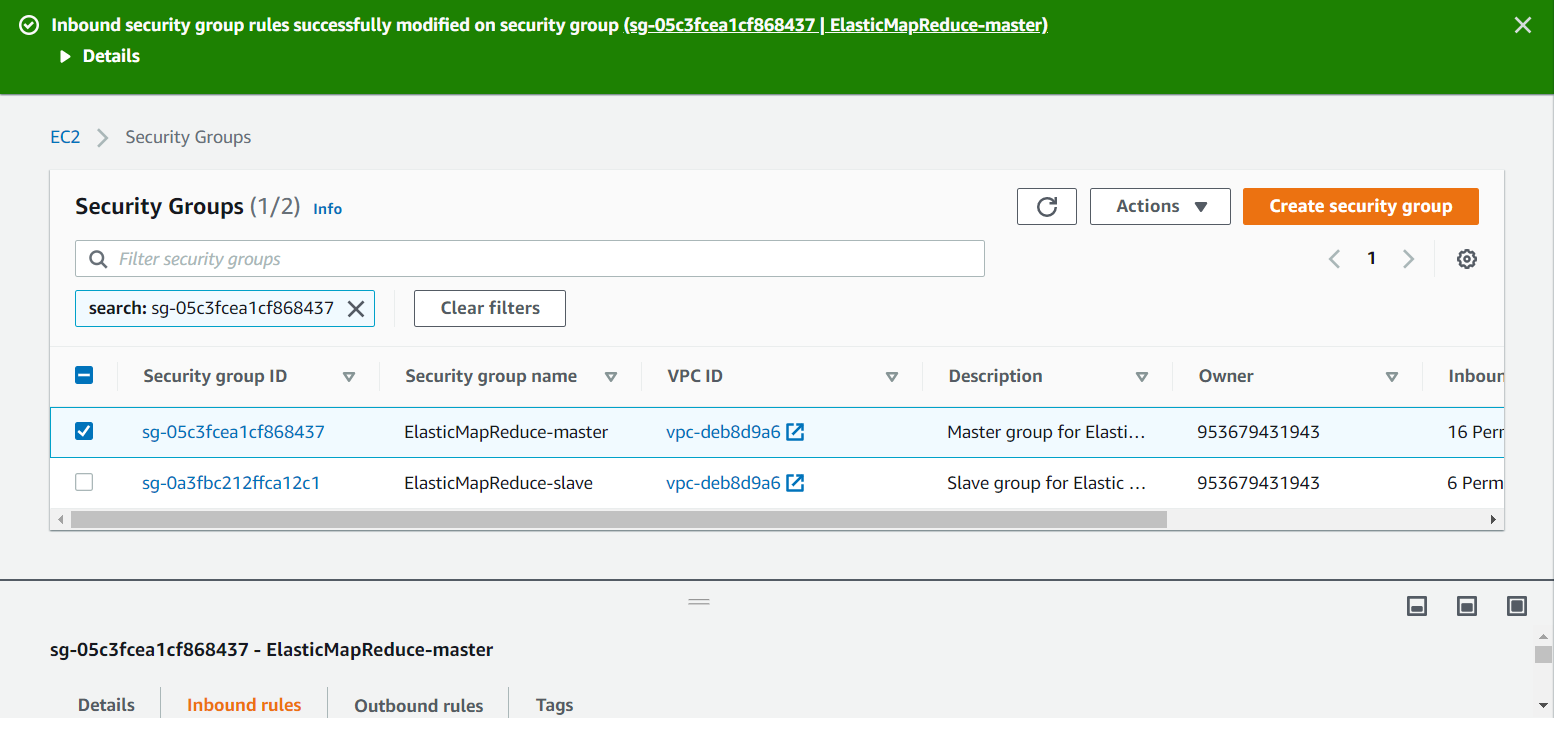 Inbound security group rules successfully modified on security group (sg-05c3fcea1cf868437 | ElasticMapReduce-master)
Details
EC2 Security Groups
Security Groups (1/2) Info Actions Create security group
Filter security groups 1
search: sg-05c3fcea1cf868437 Clear filters
Security group ID Security group name VPC ID Description Owner Inboun
sg-05c3fcea1cf868437 ElasticMapReduce-master vpc-deb8d9a6 Master group for Elasti... 953679431943 16 Perr
sg-0a3fbc212ffca12c1 ElasticMapReduce-slave vpc-deb8d9a6 Slave group for Elastic ... 953679431943 6 Perm
sg-05c3fcea1cf868437 - ElasticMapReduce-master
Details Inbound rules Outbound rules Tags